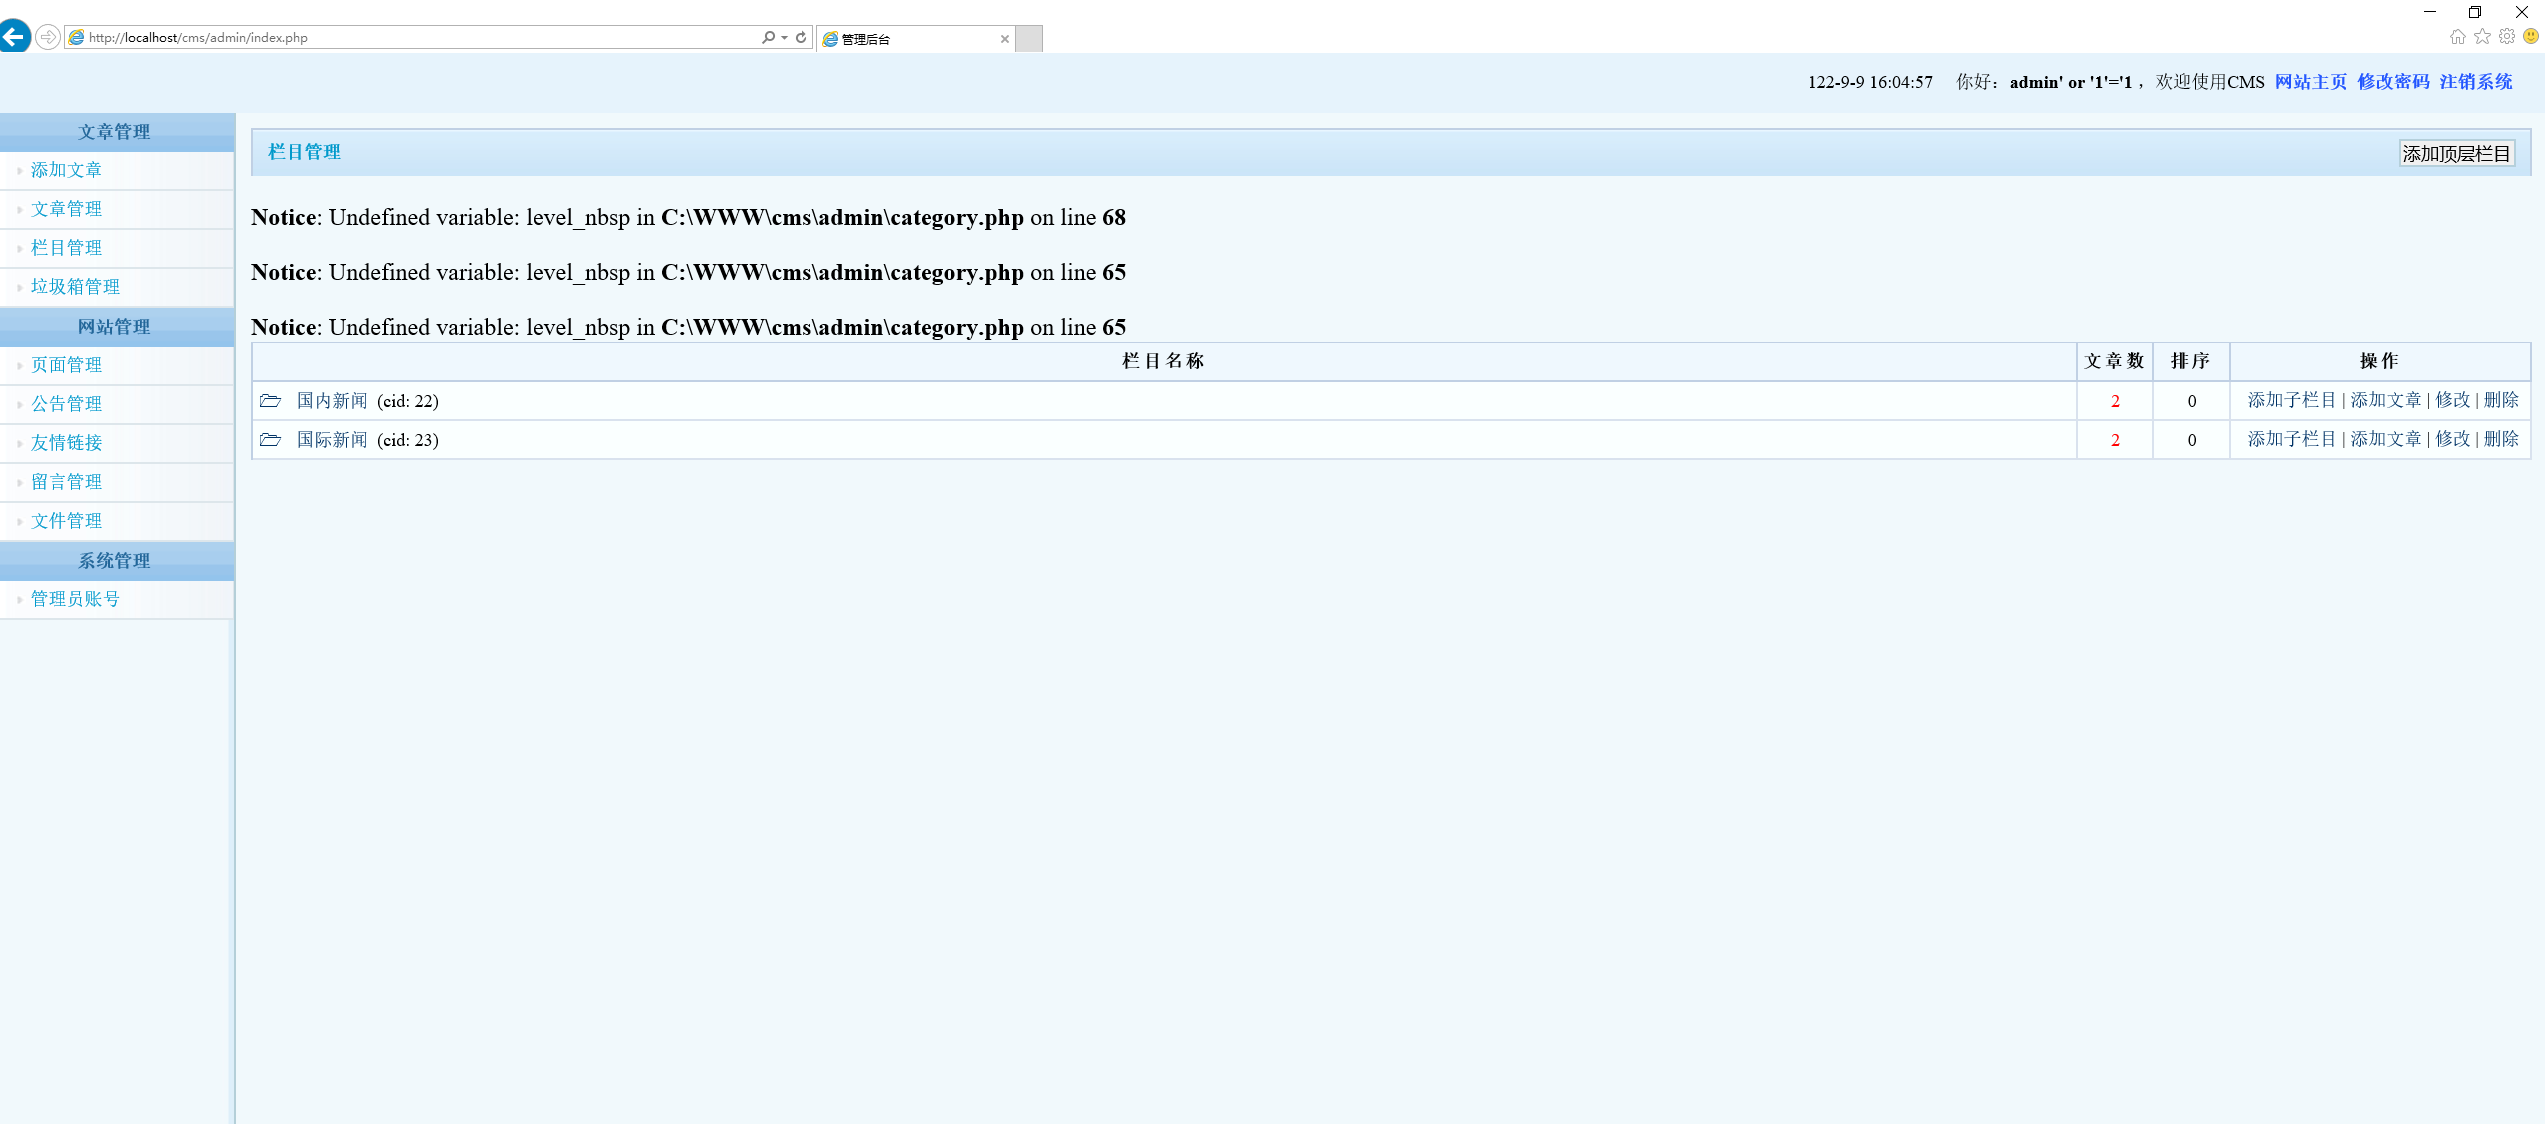 http://localhost/cms/admin/index.php
管理后台
122-9-9 16:04:57 你好：admin' or '1'='1 ，欢迎使用CMS 网站主页 修改密码 注销系统
文章管理
添加文章
文章管理
栏目管理
垃圾箱管理
网站管理
页面管理
公告管理
友情链接
留言管理
文件管理
系统管理
管理员账号
栏目管理 添加顶层栏目
Notice: Undefined variable: level_nbsp in C:\WWW\cms\admin\category.php on line 68
Notice: Undefined variable: level_nbsp in C:\WWW\cms\admin\category.php on line 65
Notice: Undefined variable: level_nbsp in C:\WWW\cms\admin\category.php on line 65
栏目名称 文章数 排序 操作
国内新闻 (cid: 22) 2 0 添加子栏目 | 添加文章 | 修改 | 删除
国际新闻 (cid: 23) 2 0 添加子栏目 | 添加文章 | 修改 | 删除